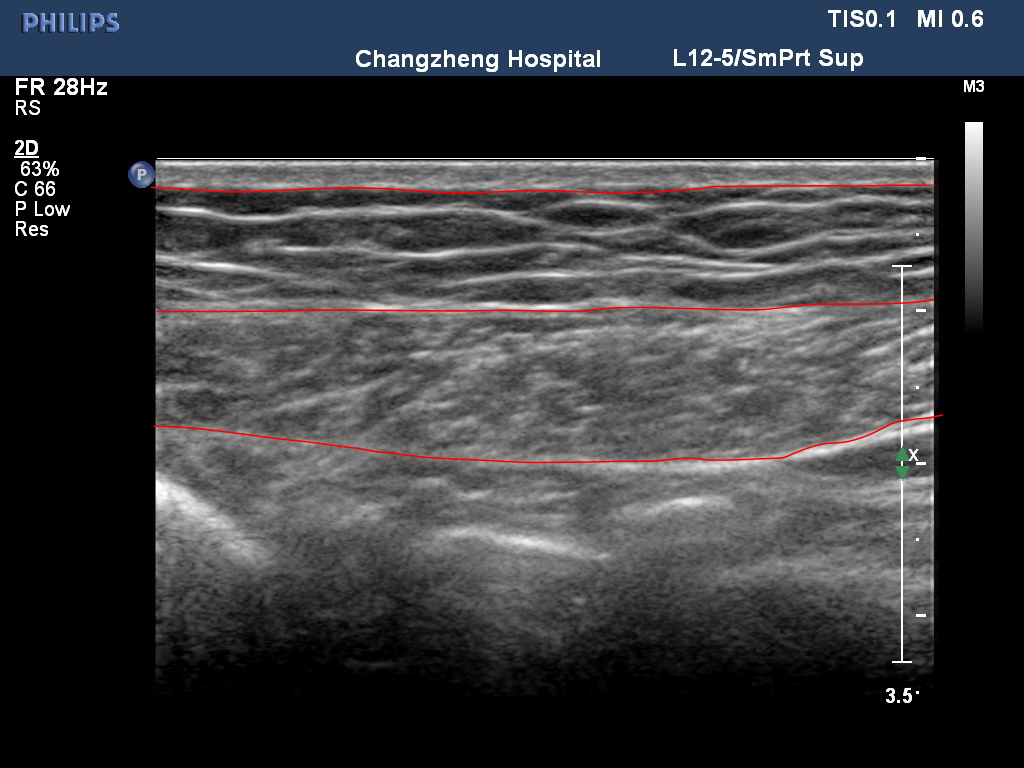 PHILIPS
TIS0.1 MI 0.6
Changzheng Hospital
L12-5/SmPrt Sup
FR 28Hz
RS
M3
2D
63%
C 66
P Low
Res
P
X
3.5